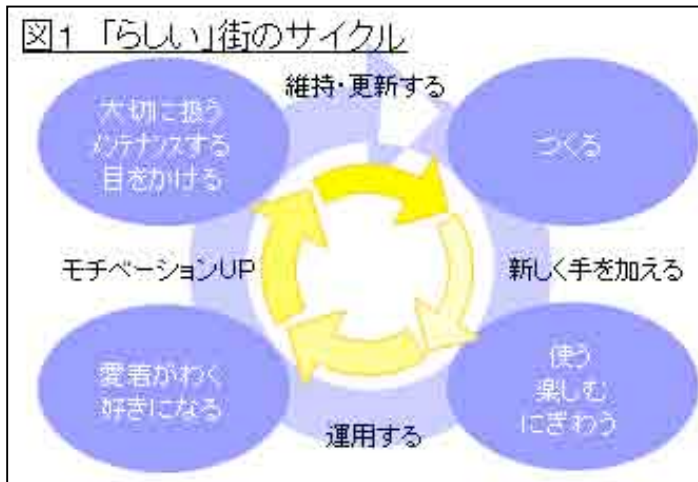 図1 「らしい」街のサイクル
維持・更新する
大切に扱う
メンテナンスする
目をかける
つくる
モチベーションUP
新しく手を加える
愛着がわく
好きになる
使う
楽しむ
にぎわう
運用する